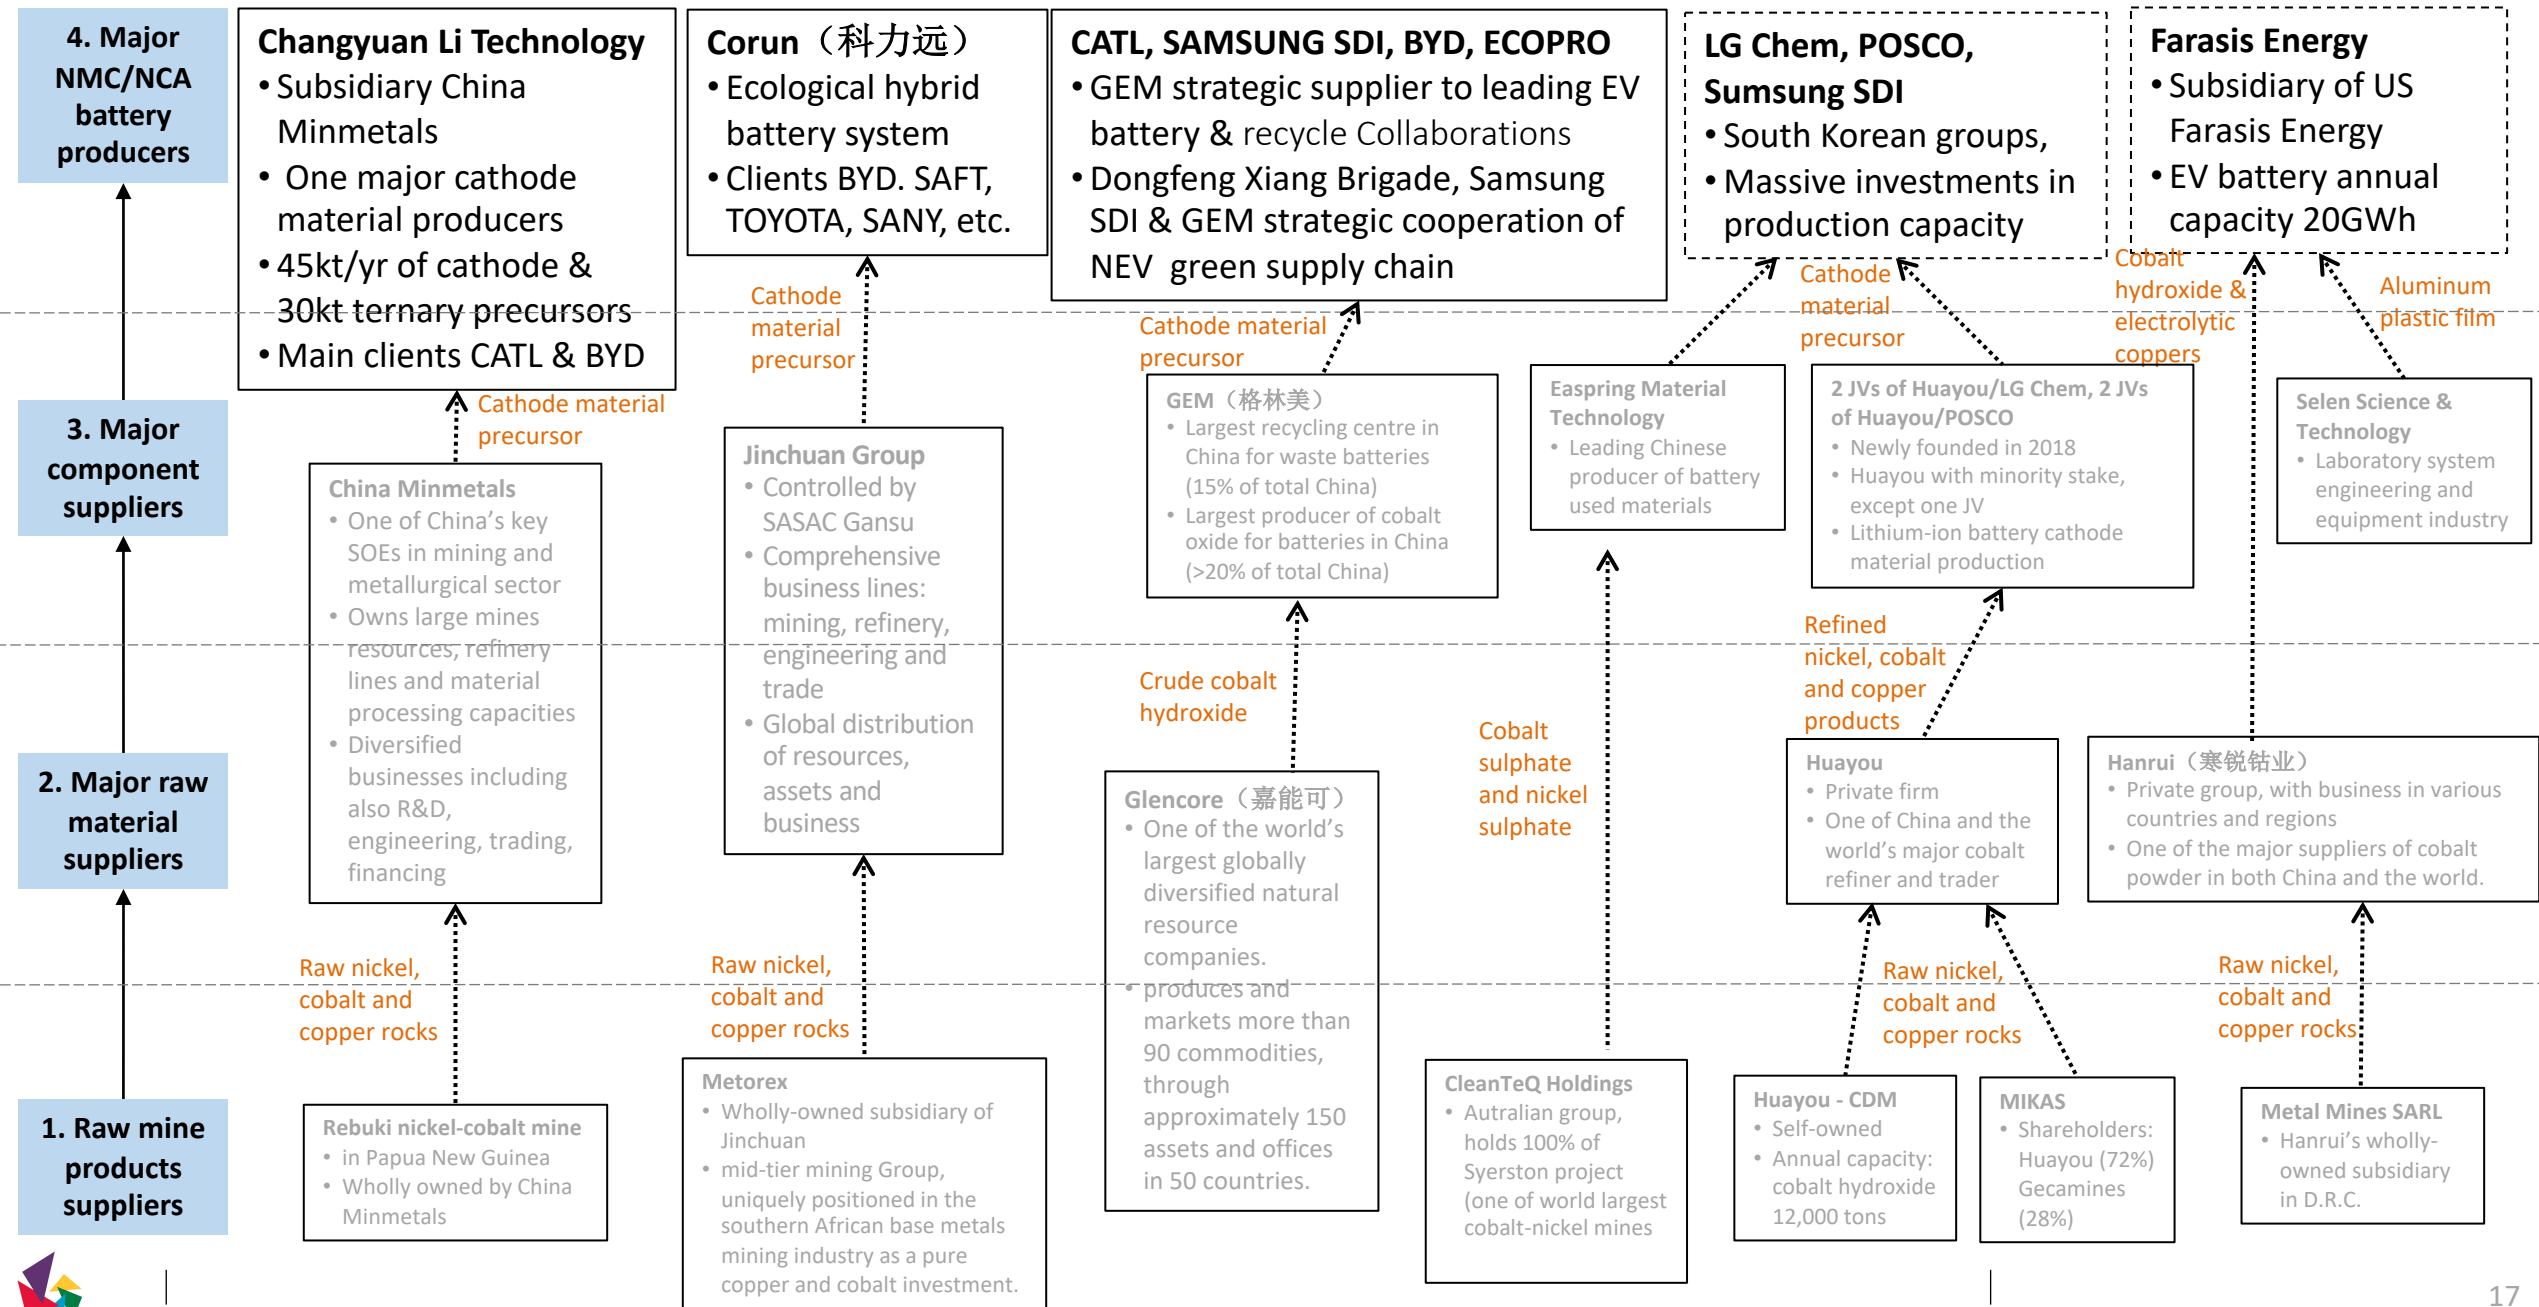 4. Major
NMC/NCA
battery
producers
Changyuan Li Technology
• Subsidiary China
Minmetals
• One major cathode
material producers
• 45kt/yr of cathode &
30kt ternary precursors
• Main clients CATL & BYD
Corun（科力远）
• Ecological hybrid
battery system
• Clients BYD. SAFT,
TOYOTA, SANY, etc.
CATL, SAMSUNG SDI, BYD, ECOPRO
• GEM strategic supplier to leading EV
battery & recycle Collaborations
• Dongfeng Xiang Brigade, Samsung
SDI & GEM strategic cooperation of
NEV green supply chain
LG Chem, POSCO,
Sumsung SDI
• South Korean groups,
• Massive investments in
production capacity
Farasis Energy
• Subsidiary of US
Farasis Energy
• EV battery annual
capacity 20GWh
Cathode material
precursor
Cathode
material
precursor
Cathode material
precursor
Cathode
material
precursor
Cobalt
hydroxide &
electrolytic
coppers
Aluminum
plastic film
3. Major
component
suppliers
China Minmetals
• One of China's key
SOEs in mining and
metallurgical sector
• Owns large mines
resources, refinery
lines and material
processing capacities
• Diversified
businesses including
also R&D,
engineering, trading,
financing
Jinchuan Group
• Controlled by
SASAC Gansu
• Comprehensive
business lines:
mining, refinery,
engineering and
trade
• Global distribution
of resources,
assets and
business
GEM（格林美）
• Largest recycling centre in
China for waste batteries
(15% of total China)
• Largest producer of cobalt
oxide for batteries in China
(>20% of total China)
Easpring Material
Technology
• Leading Chinese
producer of battery
used materials
2 JVs of Huayou/LG Chem, 2 JVs
of Huayou/POSCO
• Newly founded in 2018
• Huayou with minority stake,
except one JV
• Lithium-ion battery cathode
material production
Selen Science &
Technology
• Laboratory system
engineering and
equipment industry
Crude cobalt
hydroxide
Cobalt
sulphate
and nickel
sulphate
Refined
nickel, cobalt
and copper
products
2. Major raw
material
suppliers
Glencore（嘉能可）
• One of the world's
largest globally
diversified natural
resource
companies.
• produces and
markets more than
90 commodities,
through
approximately 150
assets and offices
in 50 countries.
Huayou
• Private firm
• One of China and the
world's major cobalt
refiner and trader
Hanrui（寒锐钴业）
• Private group, with business in various
countries and regions
• One of the major suppliers of cobalt
powder in both China and the world.
Raw nickel,
cobalt and
copper rocks
Raw nickel,
cobalt and
copper rocks
Raw nickel,
cobalt and
copper rocks
Raw nickel,
cobalt and
copper rocks
1. Raw mine
products
suppliers
Rebuki nickel-cobalt mine
• in Papua New Guinea
• Wholly owned by China
Minmetals
Metorex
• Wholly-owned subsidiary of
Jinchuan
• mid-tier mining Group,
uniquely positioned in the
southern African base metals
mining industry as a pure
copper and cobalt investment.
CleanTeQ Holdings
• Autralian group,
holds 100% of
Syerston project
(one of world largest
cobalt-nickel mines
Huayou - CDM
• Self-owned
• Annual capacity:
cobalt hydroxide
12,000 tons
MIKAS
• Shareholders:
Huayou (72%)
Gecamines
(28%)
Metal Mines SARL
• Hanrui's wholly-
owned subsidiary
in D.R.C.
17